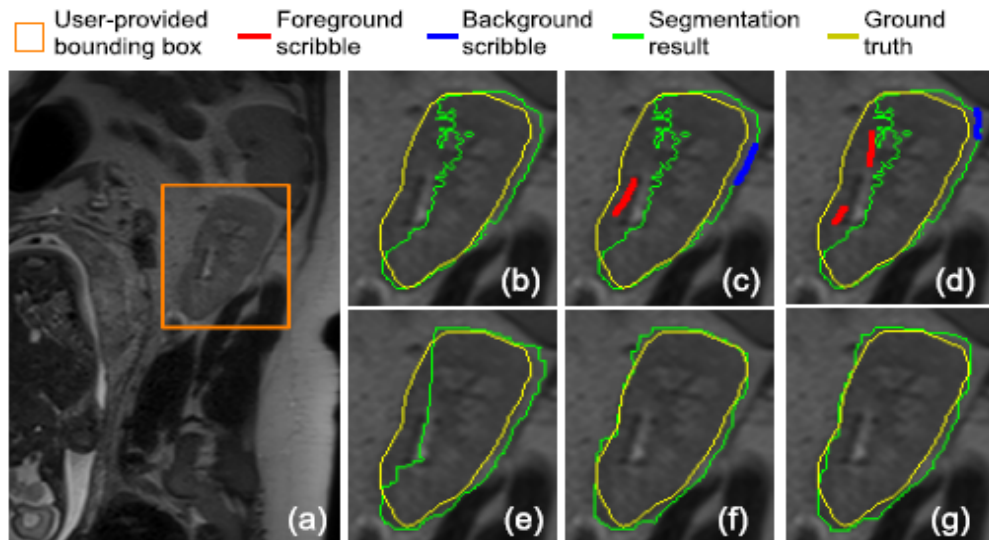 User-provided bounding box
Foreground scribble
Background scribble
Segmentation result
Ground truth
(a)
(b)
(c)
(d)
(e)
(f)
(g)